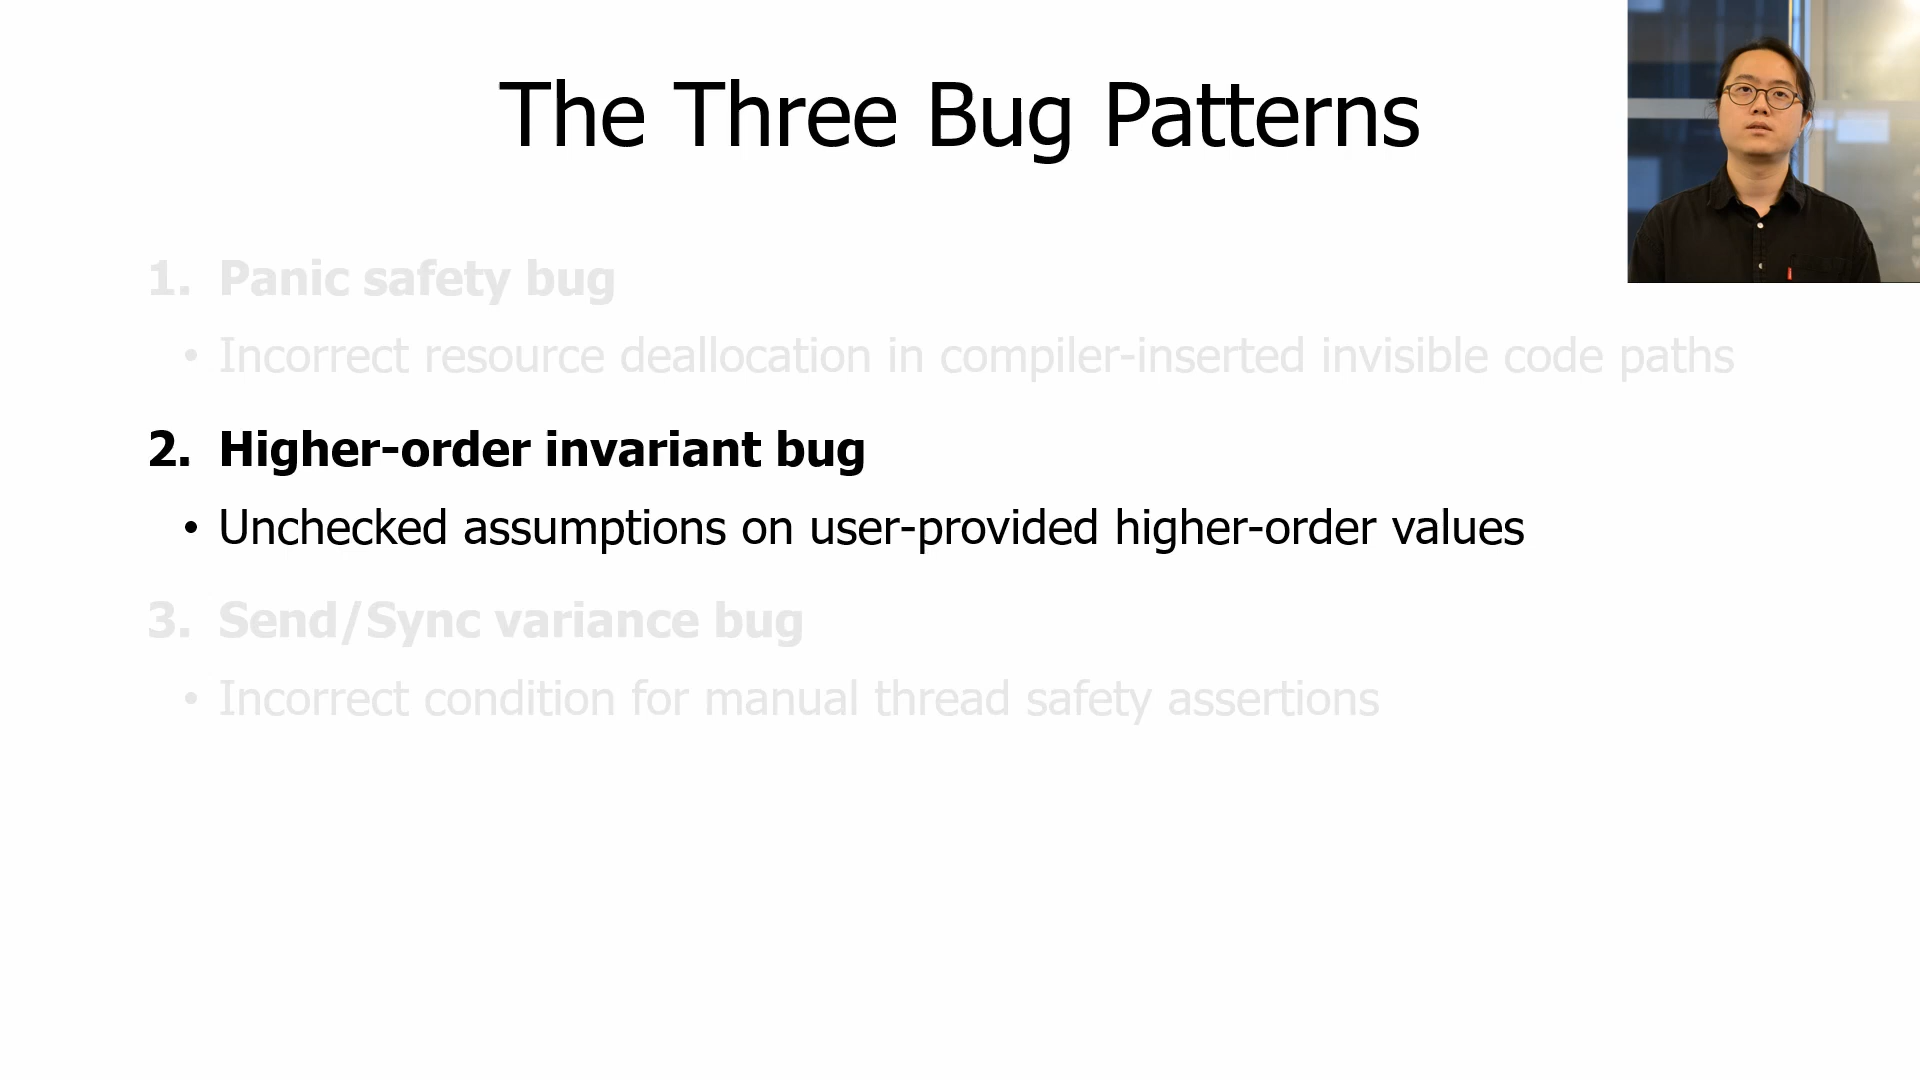 The Three Bug Patterns
1. Panic safety bug
• Incorrect resource deallocation in compiler-inserted invisible code paths
2. Higher-order invariant bug
• Unchecked assumptions on user-provided higher-order values
3. Send/Sync variance bug
• Incorrect condition for manual thread safety assertions